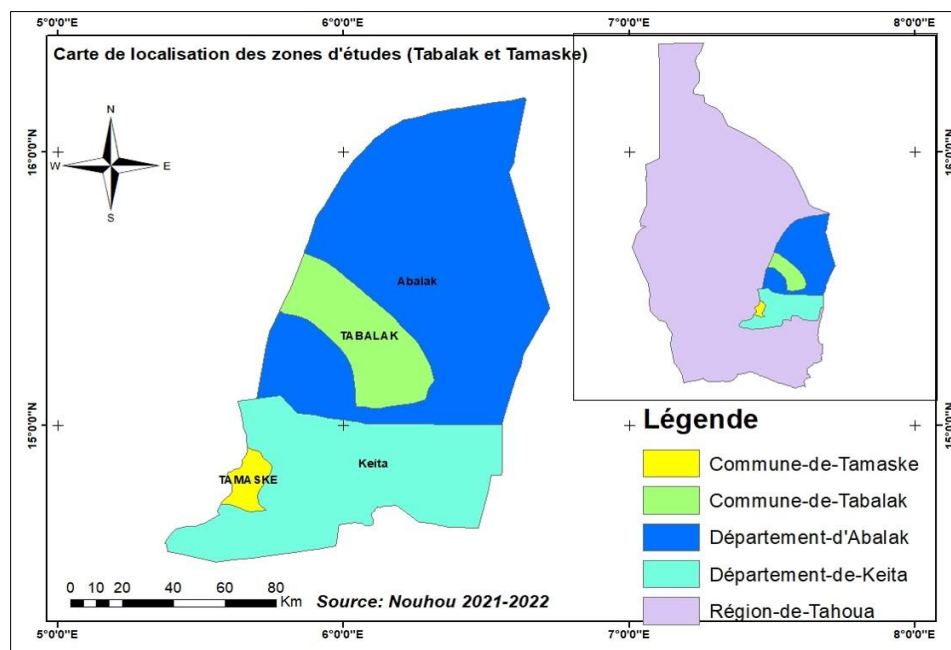 5°0'0"E 6°0'0"E 7°0'0"E 8°0'0"E
Carte de localisation des zones d'études (Tabalak et Tamaske)
N
W E
S
16°0'0"N 16°0'0"N
Abalak
TABALAK
15°0'0"N 15°0'0"N
Keita
TAMASKE
Légende
Commune-de-Tamaske
Commune-de-Tabalak
Département-d'Abalak
Département-de-Keita
Région-de-Tahoua
0 10 20 40 60 80
Km
Source: Nouhou 2021-2022
5°0'0"E 6°0'0"E 7°0'0"E 8°0'0"E